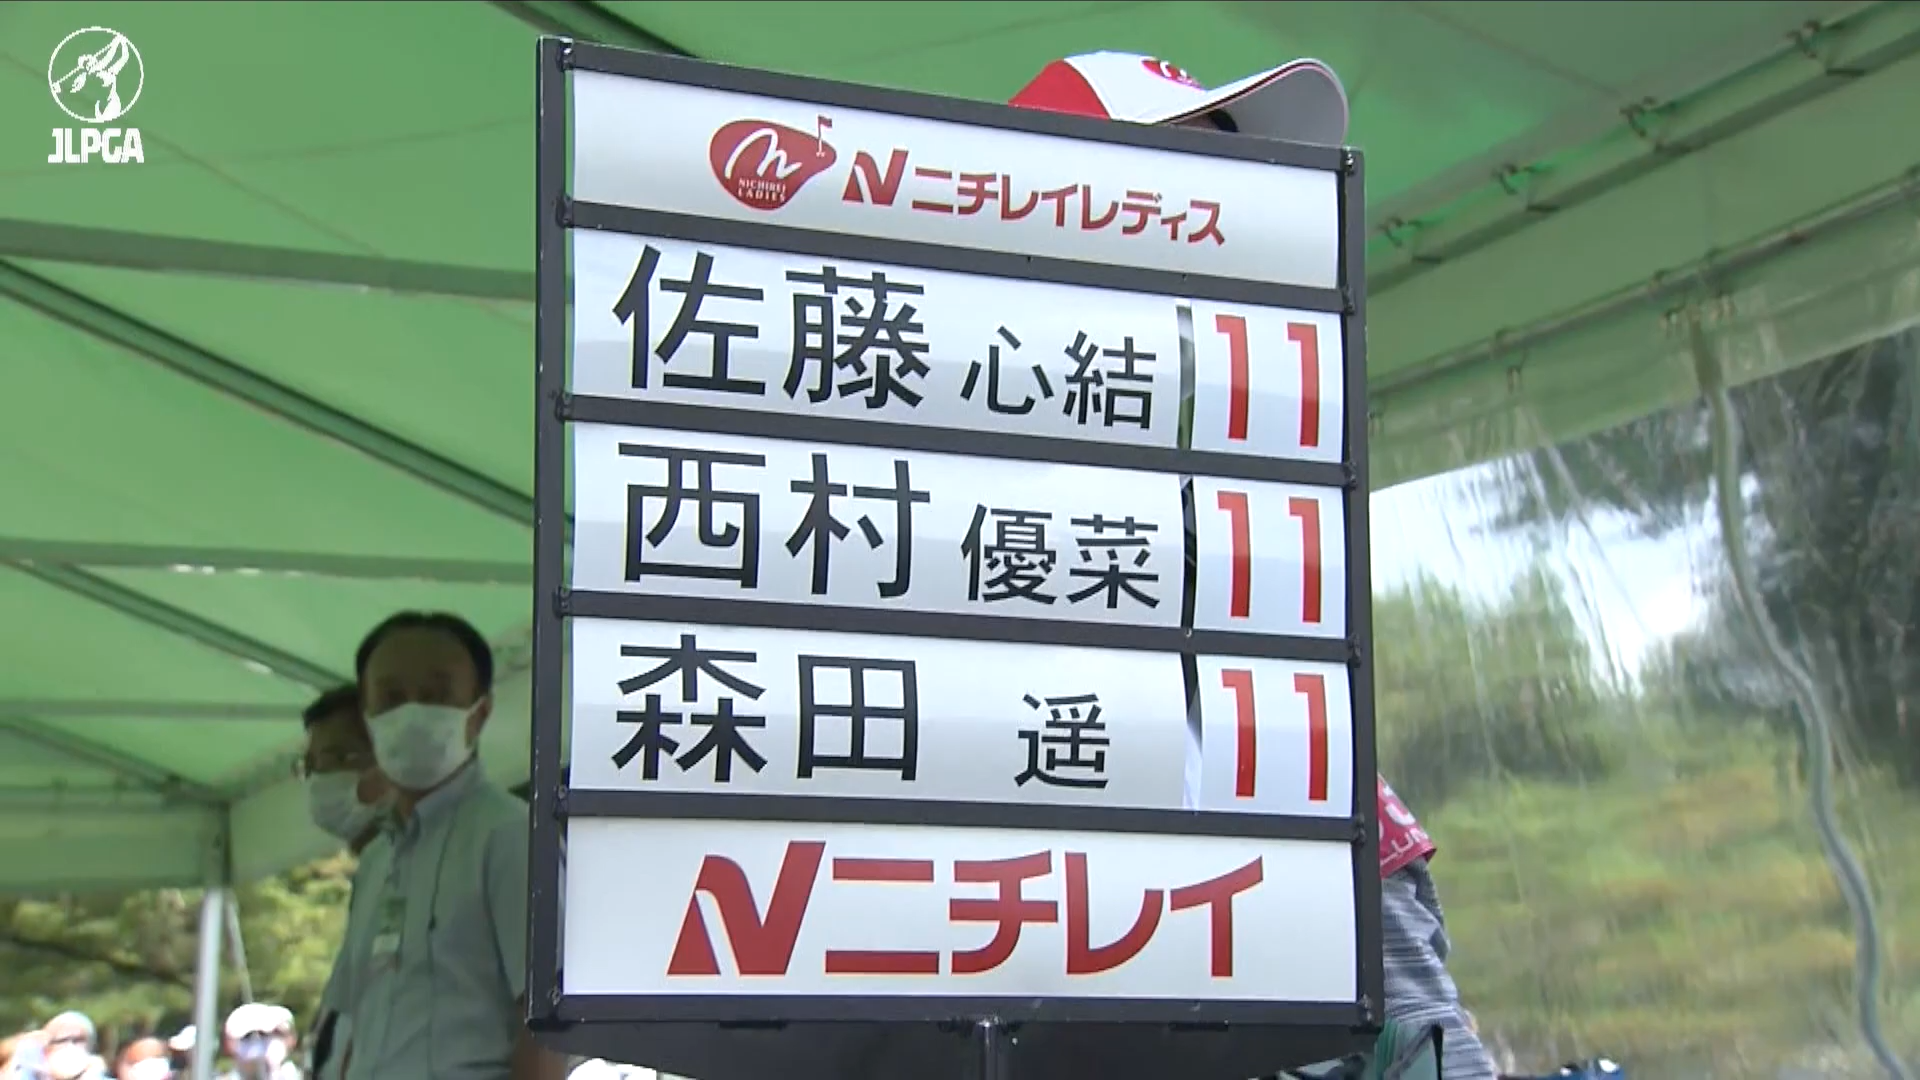 JLPGA
NICHIREI
LADIES
ニチレイレディス
佐藤 心結 11
西村 優菜 11
森田 遥 11
ニチレイ